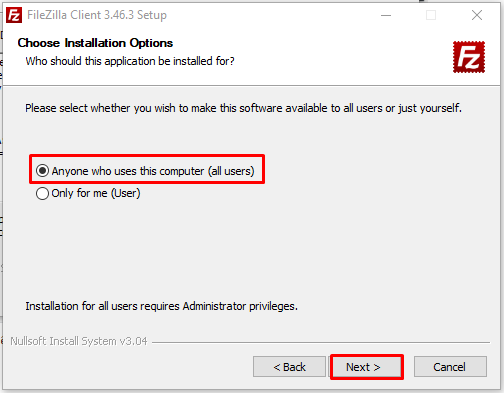 FileZilla Client 3.46.3 Setup
Choose Installation Options
Who should this application be installed for?
Fz
Please select whether you wish to make this software available to all users or just yourself.
Anyone who uses this computer (all users)
Only for me (User)
Installation for all users requires Administrator privileges.
Nullsoft Install System v3.04
< Back
Next >
Cancel